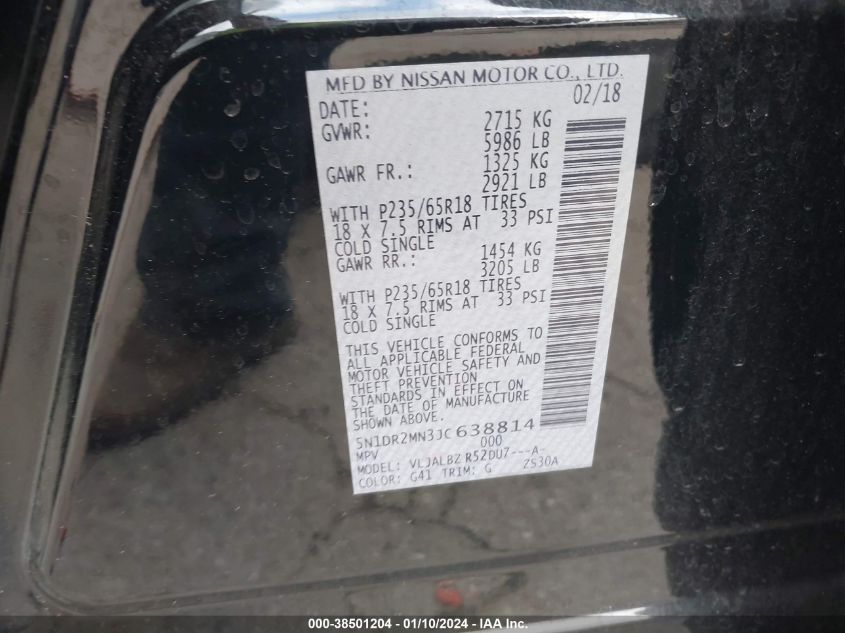 MFD BY NISSAN MOTOR CO., LTD.
DATE: 02/18
GVWR: 2715 KG
5986 LB
GAWR FR.: 1325 KG
2921 LB
WITH P235/65R18 TIRES
18 X 7.5 RIMS AT 33 PSI
COLD SINGLE
GAWR RR.: 1454 KG
3205 LB
WITH P235/65R18 TIRES
18 X 7.5 RIMS AT 33 PSI
COLD SINGLE
THIS VEHICLE CONFORMS TO
ALL APPLICABLE FEDERAL
MOTOR VEHICLE SAFETY AND
THEFT PREVENTION
STANDARDS IN EFFECT ON
THE DATE OF MANUFACTURE
SHOWN ABOVE.
5N1DR2MN3JC638814
MPV 000
MODEL: VLJALBZ R52DU7---A-
COLOR: G41 TRIM: G ZS30A
000-38501204 - 01/10/2024 - IAA Inc.